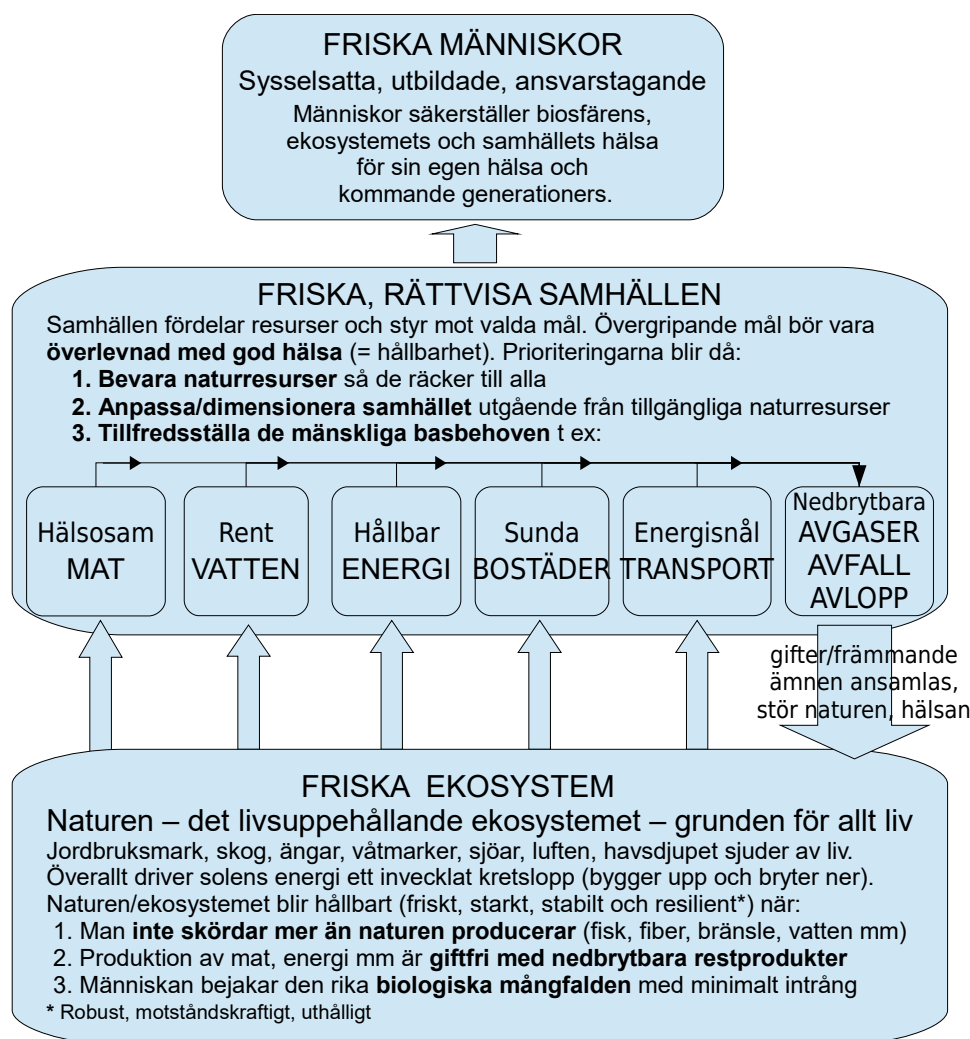 FRISKA MÄNNISKOR
Sysselsatta, utbildade, ansvarstagande
Människor säkerställer biosfärens,
ekosystemets och samhällets hälsa
för sin egen hälsa och
kommande generationers.
FRISKA, RÄTTVISA SAMHÄLLEN
Samhällen fördelar resurser och styr mot valda mål. Övergripande mål bör vara
överlevnad med god hälsa (= hållbarhet). Prioriteringarna blir då:
1. Bevara naturresurser så de räcker till alla
2. Anpassa/dimensionera samhället utgående från tillgängliga naturresurser
3. Tillfredsställa de mänskliga basbehoven t ex:
Hälsosam
MAT
Rent
VATTEN
Hållbar
ENERGI
Sunda
BOSTÄDER
Energisnål
TRANSPORT
Nedbrytbara
AVGASER
AVFALL
AVLOPP
gifter/främmande
ämnen ansamlas,
stör naturen, hälsan
FRISKA EKOSYSTEM
Naturen – det livsuppehållande ekosystemet – grunden för allt liv
Jordbruksmark, skog, ängar, våtmarker, sjöar, luften, havsdjupet sjuder av liv.
Överallt driver solens energi ett invecklat kretslopp (bygger upp och bryter ner).
Naturen/ekosystemet blir hållbart (friskt, starkt, stabilt och resilient*) när:
1. Man inte skördar mer än naturen producerar (fisk, fiber, bränsle, vatten mm)
2. Produktion av mat, energi mm är giftfri med nedbrytbara restprodukter
3. Människan bejakar den rika biologiska mångfalden med minimalt intrång
* Robust, motståndskraftigt, uthålligt